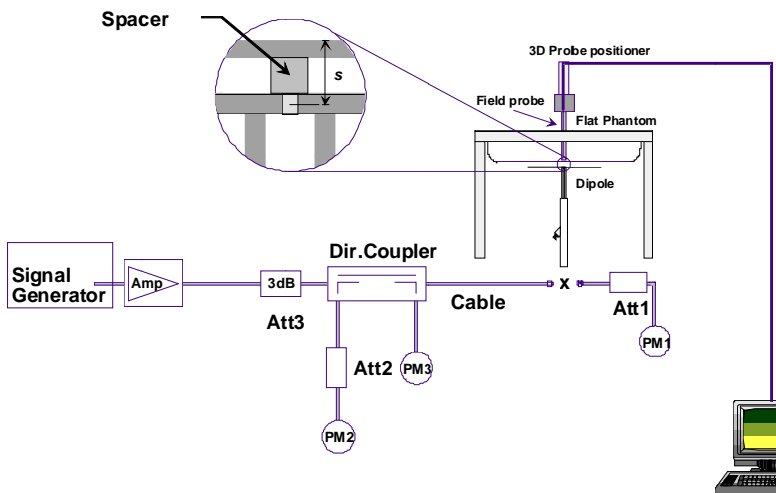 Spacer
s
3D Probe positioner
Field probe
Flat Phantom
Dipole
Signal
Generator
Amp
3dB
Att3
Dir.Coupler
Cable
x
Att1
PM1
Att2
PM3
PM2